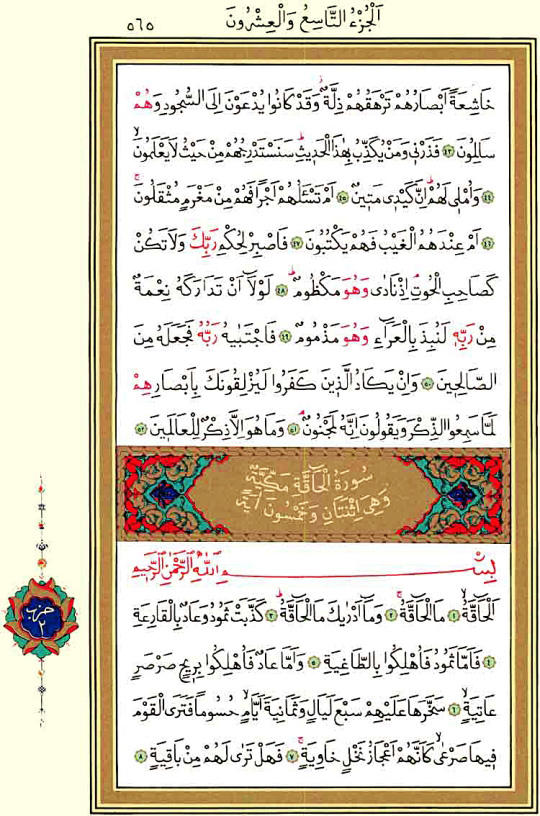 اَلْجُزْءُ التَّاسِعُ وَالْعِشْرُونَ
٥٦٥
خَاشِعَةً اَبْصَارُهُمْ تَرْهَقُهُمْ ذِلَّةٌۜ وَقَدْ كَانُوا يُدْعَوْنَ اِلَى السُّجُودِ وَهُمْ
سَالِمُونَ ﴿٤٣﴾ فَذَرْنٖى وَمَنْ يُكَذِّبُ بِهٰذَا الْحَدٖيثِۜ سَنَسْتَدْرِجُهُمْ مِنْ حَيْثُ لَا يَعْلَمُونَۙ
﴿٤٤﴾ وَاُمْلٖى لَهُمْۜ اِنَّ كَيْدٖى مَتٖينٌ ﴿٤٥﴾ اَمْ تَسْـَٔلُهُمْ اَجْرًا فَهُمْ مِنْ مَغْرَمٍ مُثْقَلُونَۚ
﴿٤٦﴾ اَمْ عِنْدَهُمُ الْغَيْبُ فَهُمْ يَكْتُبُونَ ﴿٤٧﴾ فَاصْبِرْ لِحُكْمِ رَبِّكَ وَلَا تَكُنْ
كَصَاحِبِ الْحُوتِۢ اِذْ نَادٰى وَهُوَ مَكْظُومٌۜ ﴿٤٨﴾ لَوْلَٓا اَنْ تَدَارَكَهُ نِعْمَةٌ
مِنْ رَبِّهٖ لَنُبِذَ بِالْعَرَٓاءِ وَهُوَ مَذْمُومٌ ﴿٤٩﴾ فَاجْتَبٰيهُ رَبُّهُ فَجَعَلَهُ مِنَ
الصَّالِحٖينَ ﴿٥٠﴾ وَاِنْ يَكَادُ الَّذٖينَ كَفَرُوا لَيُزْلِقُونَكَ بِاَبْصَارِهِمْ
لَمَّا سَمِعُوا الذِّكْرَ وَيَقُولُونَ اِنَّهُ لَمَجْنُونٌۢ ﴿٥١﴾ وَمَا هُوَ اِلَّا ذِكْرٌ لِلْعَالَمٖينَ ﴿٥٢﴾
سُورَةُ الْحَاقَّةِ مَكِّيَّةٌ
وَهِىَ اِثْنَتَانِ وَخَمْسُونَ اٰيَةً
بِسْمِ اللّٰهِ الرَّحْمٰنِ الرَّحٖيمِ
اَلْحَٓاقَّةُۙ ﴿١﴾ مَا الْحَٓاقَّةُۚ ﴿٢﴾ وَمَٓا اَدْرٰيكَ مَا الْحَٓاقَّةُۜ ﴿٣﴾ كَذَّبَتْ ثَمُودُ وَعَادٌ بِالْقَارِعَةِ
﴿٤﴾ فَاَمَّا ثَمُودُ فَاُهْلِكُوا بِالطَّاغِيَةِ ﴿٥﴾ وَاَمَّا عَادٌ فَاُهْلِكُوا بِرٖيحٍ صَرْصَرٍ
عَاتِيَةٍۙ ﴿٦﴾ سَخَّرَهَا عَلَيْهِمْ سَبْعَ لَيَالٍ وَثَمَانِيَةَ اَيَّامٍۙ حُسُومًا فَتَرَى الْقَوْمَ
فٖيهَا صَرْعٰىۙ كَاَنَّهُمْ اَعْجَازُ نَخْلٍ خَاوِيَةٍۚ ﴿٧﴾ فَهَلْ تَرٰى لَهُمْ مِنْ بَاقِيَةٍ ﴿٨﴾
حزب
٢